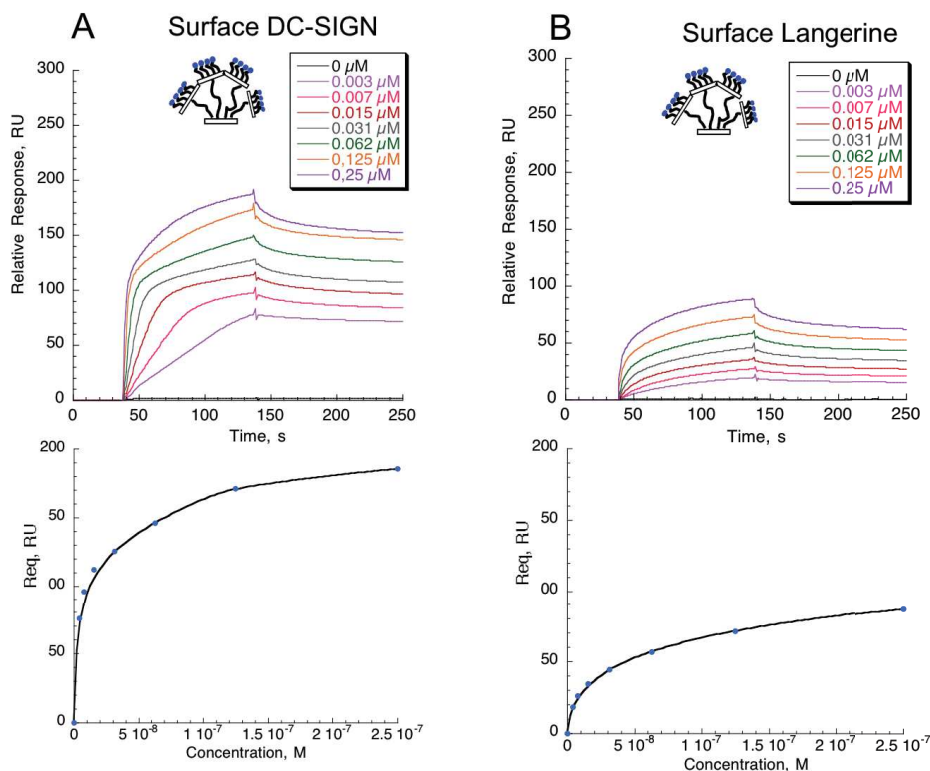 A
Surface DC-SIGN
0 µM
0.003 µM
0.007 µM
0.015 µM
0.031 µM
0.062 µM
0,125 µM
0,25 µM
Relative Response, RU
300
250
200
150
100
50
0
0 50 100 150 200 250
Time, s
B
Surface Langerine
0 µM
0.003 µM
0.007 µM
0.015 µM
0.031 µM
0.062 µM
0.125 µM
0.25 µM
Relative Response, RU
300
250
200
150
100
50
0
0 50 100 150 200 250
Time, s
Req, RU
200
50
00
50
0
0 5 10-8 1 10-7 1.5 10-7 2 10-7 2.5 10-7
Concentration, M
Req, RU
200
50
00
50
0
0 5 10-8 1 10-7 1.5 10-7 2 10-7 2.5 10-7
Concentration, M